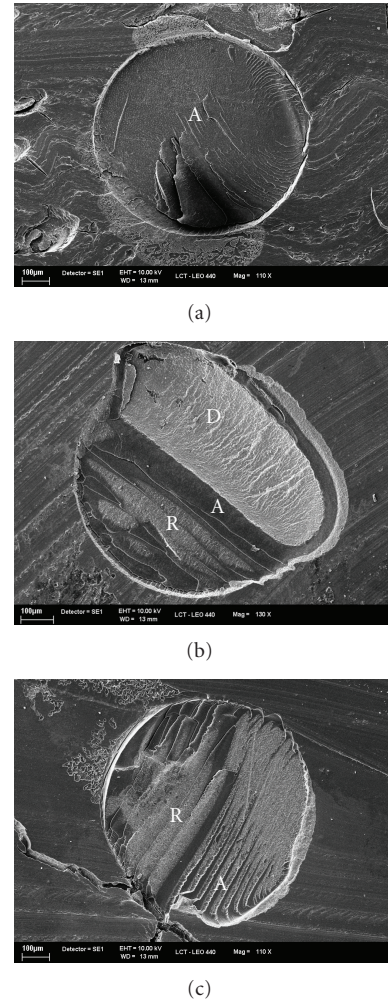 A
100µm Detector = SE1 EHT = 10.00 kV LCT - LEO 440 Mag = 110 X
WD = 13 mm
(a)
D
A
R
100µm Detector = SE1 EHT = 10.00 kV LCT - LEO 440 Mag = 130 X
WD = 13 mm
(b)
R
A
100µm Detector = SE1 EHT = 10.00 kV LCT - LEO 440 Mag = 110 X
WD = 13 mm
(c)